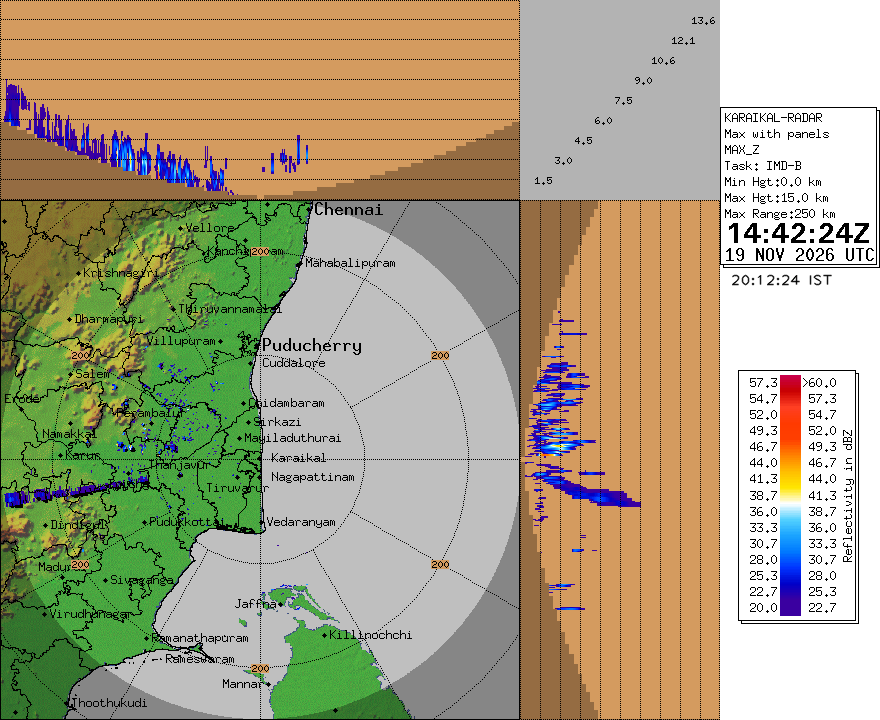 13.6
12.1
10.6
9.0
7.5
6.0
4.5
3.0
1.5
KARAIKAL-RADAR
Max with panels
MAX_Z
Task: IMD-B
Min Hgt:0.0 km
Max Hgt:15.0 km
Max Range:250 km
14:42:24Z
19 NOV 2026 UTC
20:12:24 IST
Chennai
Vellore
200
Mahabalipuram
Krishnagiri
Thiruvannamalai
Dharmapuri
Villupuram
Puducherry
200
200
Cuddalore
Salem
Chidambaram
Perambalur
Sirkazi
Namakkal
Mayiladuthurai
Karur
Karaikal
Thanjavur
Nagapattinam
Tiruvarur
Dindigul
Pudukkottai
Vedaranyam
200
200
Sivaganga
Jaffna
Virudhunagar
Killinochchi
Ramanathapuram
Rameswaram
200
Mannar
Thoothukudi
57.3 >60.0
54.7 57.3
52.0 54.7
49.3 52.0
46.7 49.3
44.0 46.7
41.3 44.0
38.7 41.3
36.0 38.7
33.3 36.0
30.7 33.3
28.0 30.7
25.3 28.0
22.7 25.3
20.0 22.7
Reflectivity in dBZ